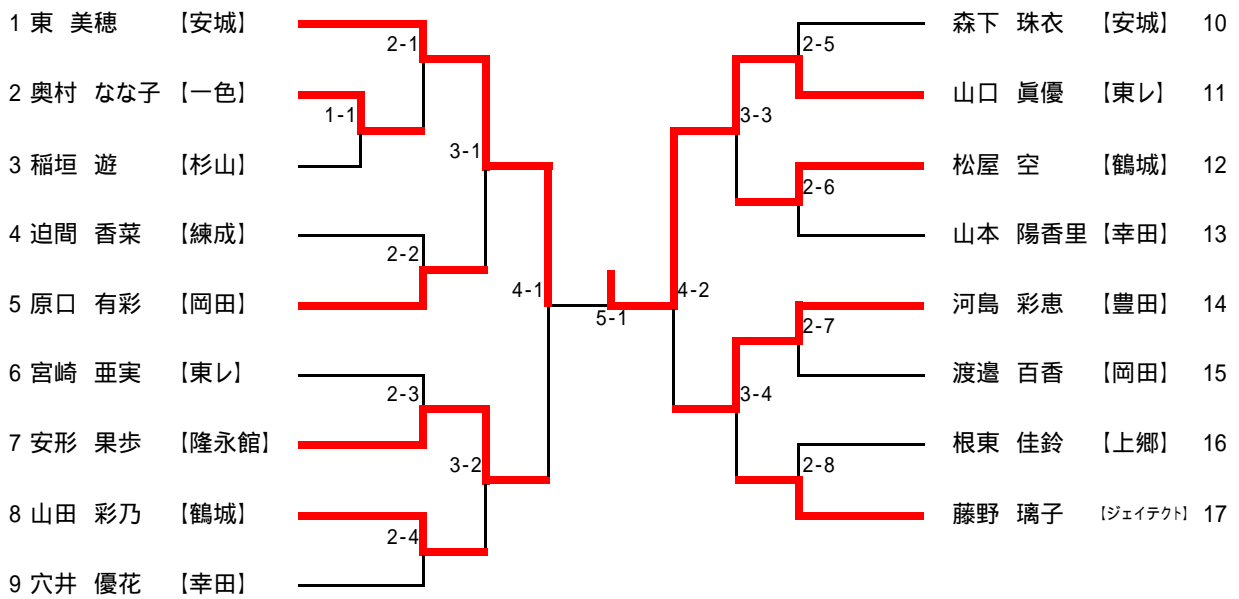 1 東 美穂 【安城】
2 奥村 なな子 【一色】
3 稲垣 遊 【杉山】
4 迫間 香菜 【練成】
5 原口 有彩 【岡田】
6 宮崎 亜実 【東レ】
7 安形 果歩 【隆永館】
8 山田 彩乃 【鶴城】
9 穴井 優花 【幸田】
2-1
1-1
3-1
2-2
4-1
2-3
3-2
2-4
5-1
4-2
2-5
3-3
2-6
2-7
3-4
2-8
森下 珠衣 【安城】 10
山口 眞優 【東レ】 11
松屋 空 【鶴城】 12
山本 陽香里 【幸田】 13
河島 彩恵 【豊田】 14
渡邉 百香 【岡田】 15
根東 佳鈴 【上郷】 16
藤野 璃子 【ジェイテクト】 17